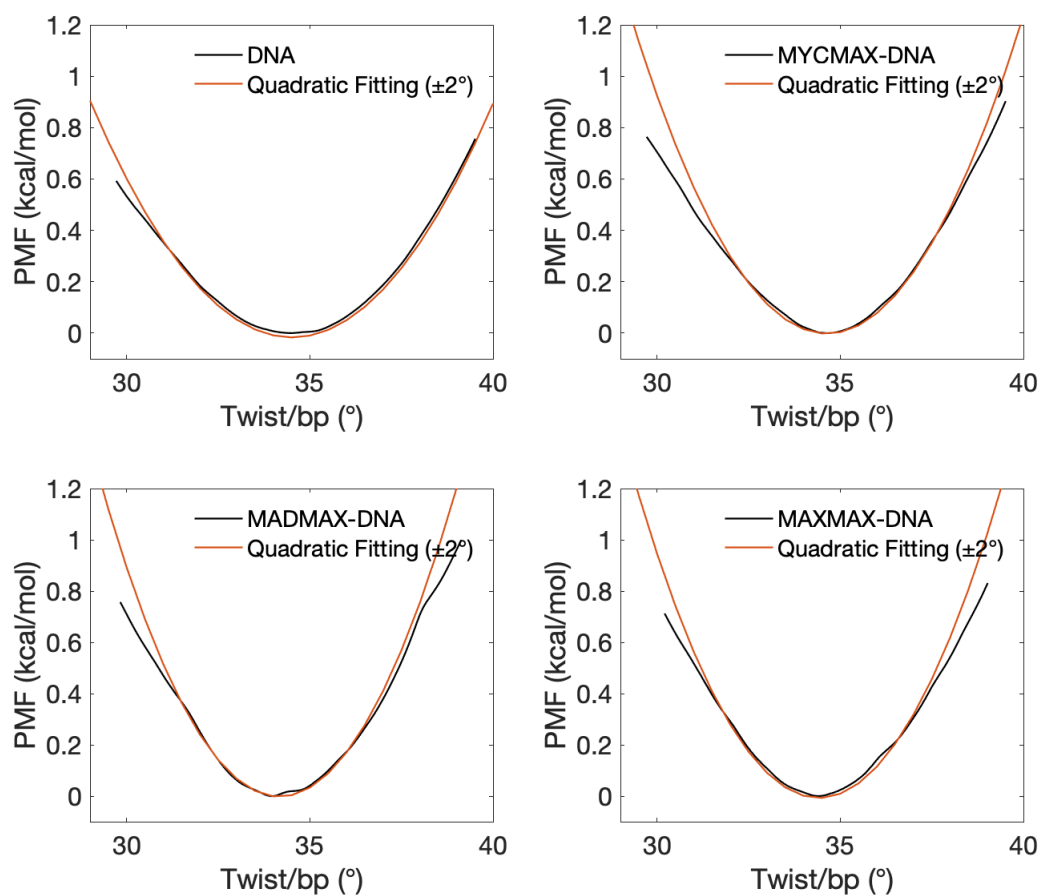 1.2
1
0.8
0.6
0.4
0.2
0
PMF (kcal/mol)
DNA
Quadratic Fitting (±2°)
30 35 40
Twist/bp (°)
1.2
1
0.8
0.6
0.4
0.2
0
PMF (kcal/mol)
MYCMAX-DNA
Quadratic Fitting (±2°)
30 35 40
Twist/bp (°)
1.2
1
0.8
0.6
0.4
0.2
0
PMF (kcal/mol)
MADMAX-DNA
Quadratic Fitting (±2°)
30 35 40
Twist/bp (°)
1.2
1
0.8
0.6
0.4
0.2
0
PMF (kcal/mol)
MAXMAX-DNA
Quadratic Fitting (±2°)
30 35 40
Twist/bp (°)